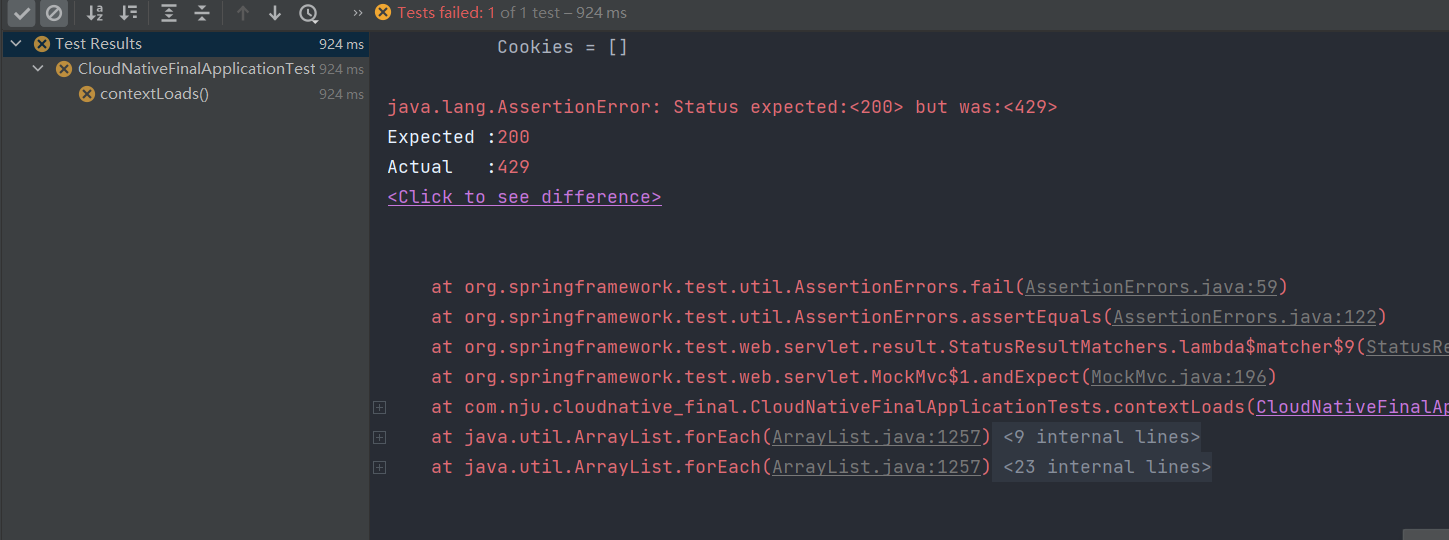 Tests failed: 1 of 1 test – 924 ms
Test Results 924 ms
CloudNativeFinalApplicationTest 924 ms
contextLoads() 924 ms
Cookies = []
java.lang.AssertionError: Status expected:<200> but was:<429>
Expected :200
Actual   :429
<Click to see difference>
at org.springframework.test.util.AssertionErrors.fail(AssertionErrors.java:59)
at org.springframework.test.util.AssertionErrors.assertEquals(AssertionErrors.java:122)
at org.springframework.test.web.servlet.result.StatusResultMatchers.lambda$matcher$9(StatusRe
at org.springframework.test.web.servlet.MockMvc$1.andExpect(MockMvc.java:196)
at com.nju.cloudnative_final.CloudNativeFinalApplicationTests.contextLoads(CloudNativeFinalAp
at java.util.ArrayList.forEach(ArrayList.java:1257) <9 internal lines>
at java.util.ArrayList.forEach(ArrayList.java:1257) <23 internal lines>